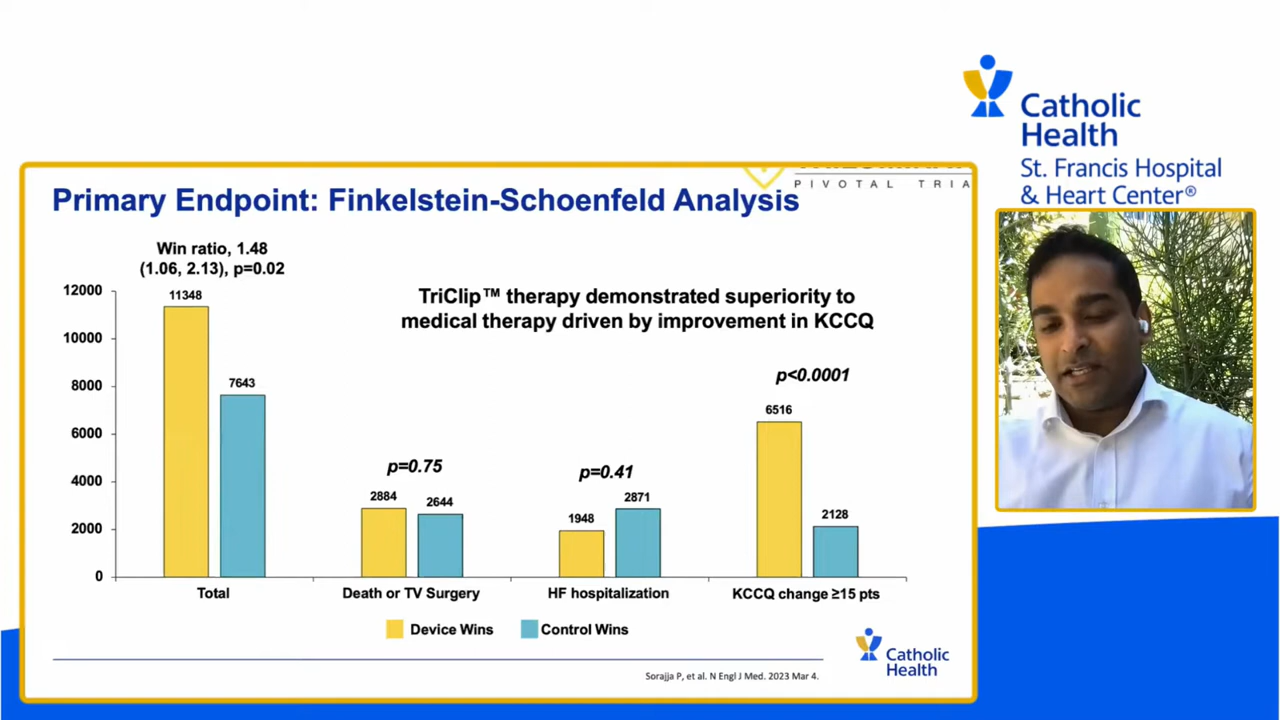 Catholic
Health
St. Francis Hospital
& Heart Center®
PIVOTAL TRIA
Primary Endpoint: Finkelstein-Schoenfeld Analysis
Win ratio, 1.48
(1.06, 2.13), p=0.02
TriClip™ therapy demonstrated superiority to
medical therapy driven by improvement in KCCQ
12000
10000
8000
6000
4000
2000
0
11348
7643
p=0.75
2884
2644
p=0.41
1948
2871
p<0.0001
6516
2128
Total
Death or TV Surgery
HF hospitalization
KCCQ change ≥15 pts
Device Wins
Control Wins
Catholic
Health
Sorajja P, et al. N Engl J Med. 2023 Mar 4.